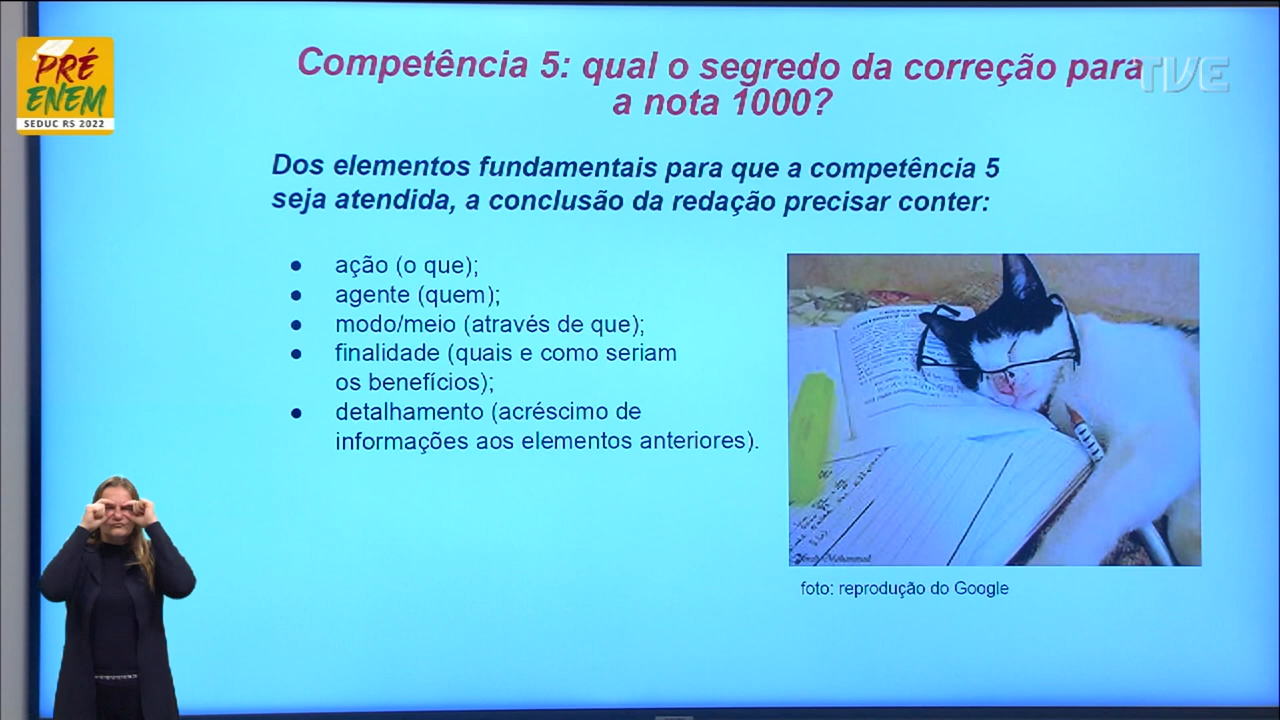 PRÉ
ENEM
SEDUC RS 2022
TVE
Competência 5: qual o segredo da correção para
a nota 1000?
Dos elementos fundamentais para que a competência 5
seja atendida, a conclusão da redação precisar conter:
● ação (o que);
● agente (quem);
● modo/meio (através de que);
● finalidade (quais e como seriam
os benefícios);
● detalhamento (acréscimo de
informações aos elementos anteriores).
foto: reprodução do Google